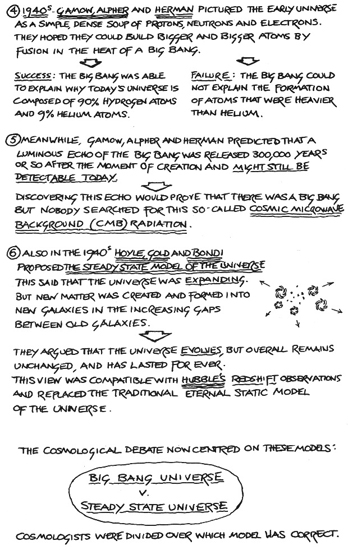 ④ 1940s: GAMOW, ALPHER AND HERMAN PICTURED THE EARLY UNIVERSE
AS A SIMPLE, DENSE SOUP OF PROTONS, NEUTRONS AND ELECTRONS.
THEY HOPED THEY COULD BUILD BIGGER AND BIGGER ATOMS BY
FUSION IN THE HEAT OF A BIG BANG.
SUCCESS: THE BIG BANG WAS ABLE
TO EXPLAIN WHY TODAY'S UNIVERSE IS
COMPOSED OF 90% HYDROGEN ATOMS
AND 9% HELIUM ATOMS.
FAILURE: THE BIG BANG COULD
NOT EXPLAIN THE FORMATION
OF ATOMS THAT WERE HEAVIER
THAN HELIUM.
⑤ MEANWHILE, GAMOW, ALPHER AND HERMAN PREDICTED THAT A
LUMINOUS ECHO OF THE BIG BANG WAS RELEASED 300,000 YEARS
OR SO AFTER THE MOMENT OF CREATION AND MIGHT STILL BE
DETECTABLE TODAY.
DISCOVERING THIS ECHO WOULD PROVE THAT THERE WAS A BIG BANG
BUT NOBODY SEARCHED FOR THIS SO-CALLED COSMIC MICROWAVE
BACKGROUND (CMB) RADIATION.
⑥ ALSO IN THE 1940s HOYLE, GOLD AND BONDI
PROPOSED THE STEADY STATE MODEL OF THE UNIVERSE
THIS SAID THAT THE UNIVERSE WAS EXPANDING.
BUT NEW MATTER WAS CREATED AND FORMED INTO
NEW GALAXIES IN THE INCREASING GAPS
BETWEEN OLD GALAXIES.
THEY ARGUED THAT THE UNIVERSE EVOLVES, BUT OVERALL REMAINS
UNCHANGED, AND HAS LASTED FOR EVER.
THIS VIEW WAS COMPATIBLE WITH HUBBLE'S REDSHIFT OBSERVATIONS
AND REPLACED THE TRADITIONAL ETERNAL STATIC MODEL
OF THE UNIVERSE.
THE COSMOLOGICAL DEBATE NOW CENTRED ON THESE MODELS:
BIG BANG UNIVERSE
V.
STEADY STATE UNIVERSE
COSMOLOGISTS WERE DIVIDED OVER WHICH MODEL WAS CORRECT.